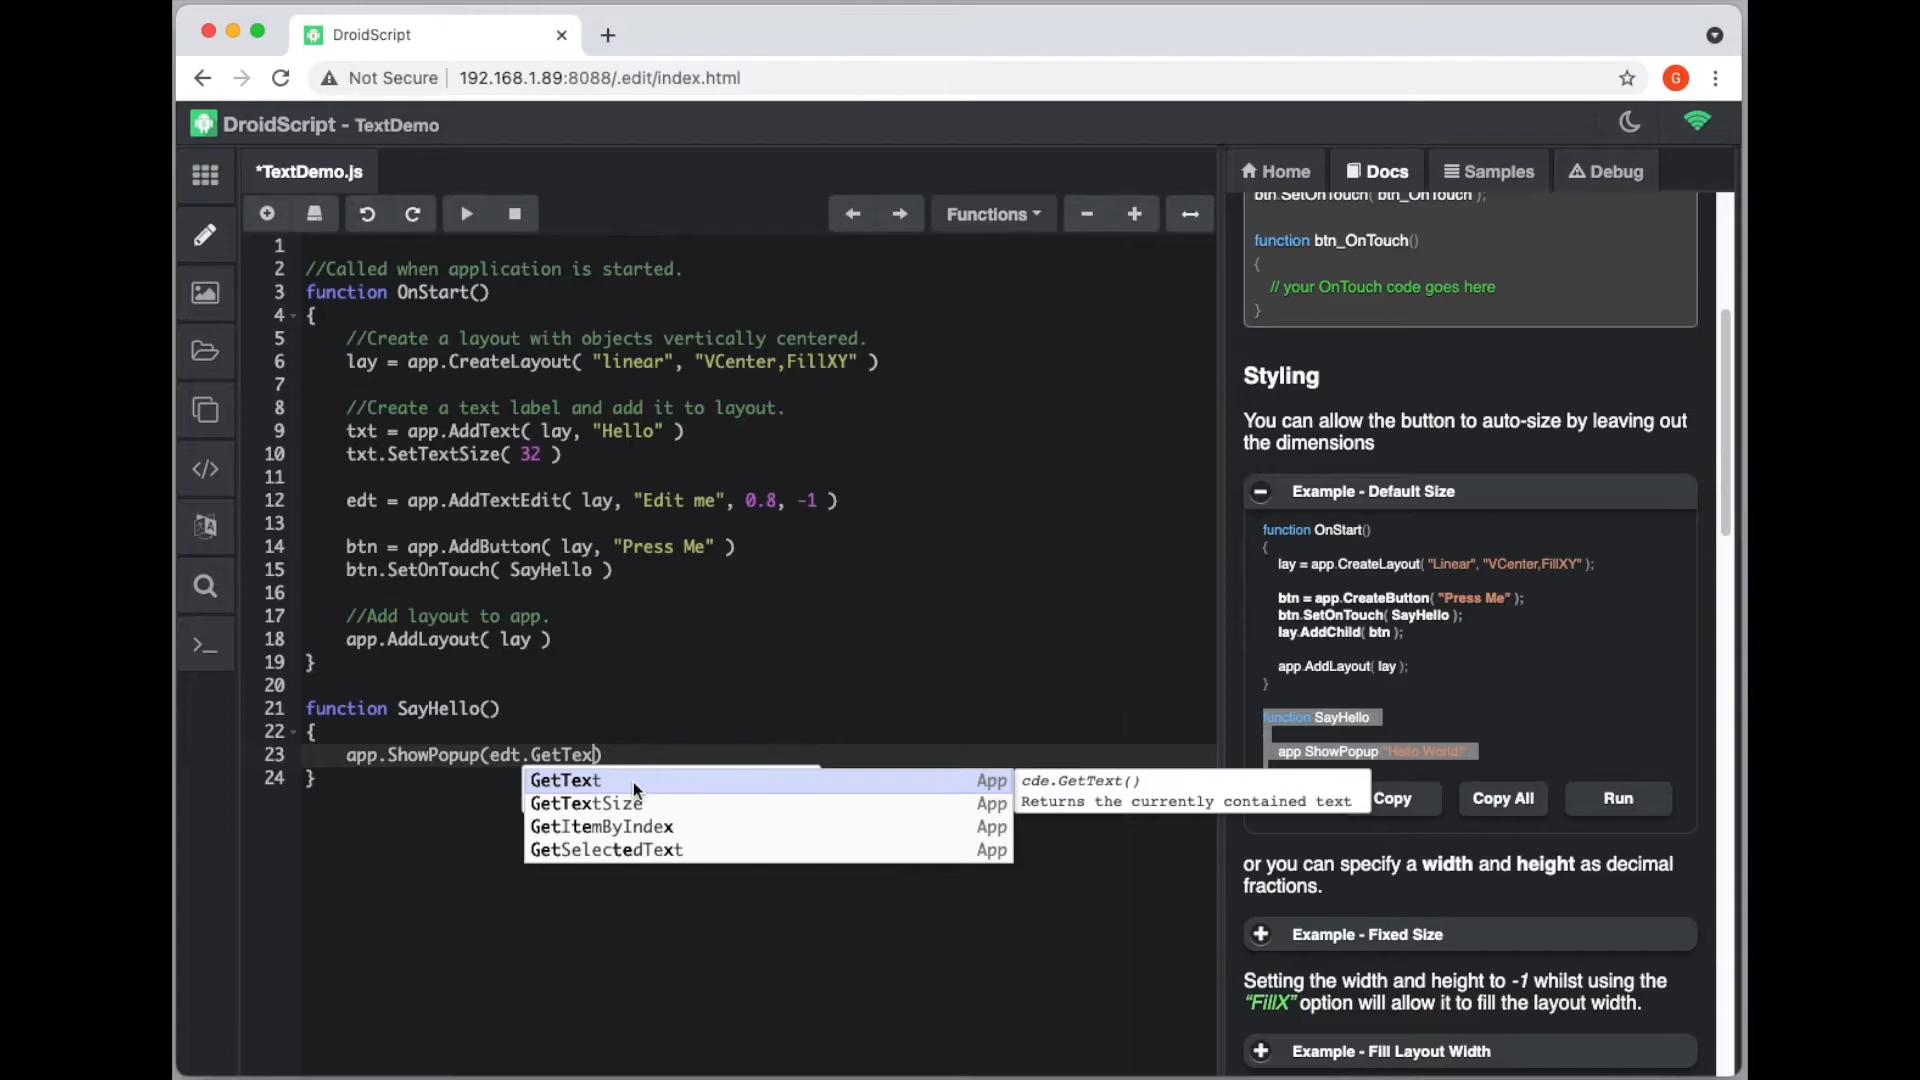 DroidScript
G
Not Secure 192.168.1.89:8088/.edit/index.html
DroidScript - TextDemo
*TextDemo.js
Functions
1
2 //Called when application is started.
3 function OnStart()
4 {
5 //Create a layout with objects vertically centered.
6 lay = app.CreateLayout( "linear", "VCenter,FillXY" )
7
8 //Create a text label and add it to layout.
9 txt = app.AddText( lay, "Hello" )
10 txt.SetTextSize( 32 )
11
12 edt = app.AddTextEdit( lay, "Edit me", 0.8, -1 )
13
14 btn = app.AddButton( lay, "Press Me" )
15 btn.SetOnTouch( SayHello )
16
17 //Add layout to app.
18 app.AddLayout( lay )
19 }
20
21 function SayHello()
22 {
23 app.ShowPopup(edt.GetTex)
24 }
GetText App
GetTextSize App
GetItemByIndex App
GetSelectedText App
cde.GetText()
Returns the currently contained text
Home Docs Samples Debug
btn.SetOnTouch( btn_OnTouch );
function btn_OnTouch()
{
// your OnTouch code goes here
}
Styling
You can allow the button to auto-size by leaving out
the dimensions
Example - Default Size
function OnStart()
{
lay = app.CreateLayout( "Linear", "VCenter,FillXY" );
btn = app.CreateButton( "Press Me" );
btn.SetOnTouch( SayHello );
lay.AddChild( btn );
app.AddLayout( lay );
}
function SayHello
app.ShowPopup "Hello World!"
Copy Copy All Run
or you can specify a width and height as decimal
fractions.
Example - Fixed Size
Setting the width and height to -1 whilst using the
"FillX" option will allow it to fill the layout width.
Example - Fill Layout Width